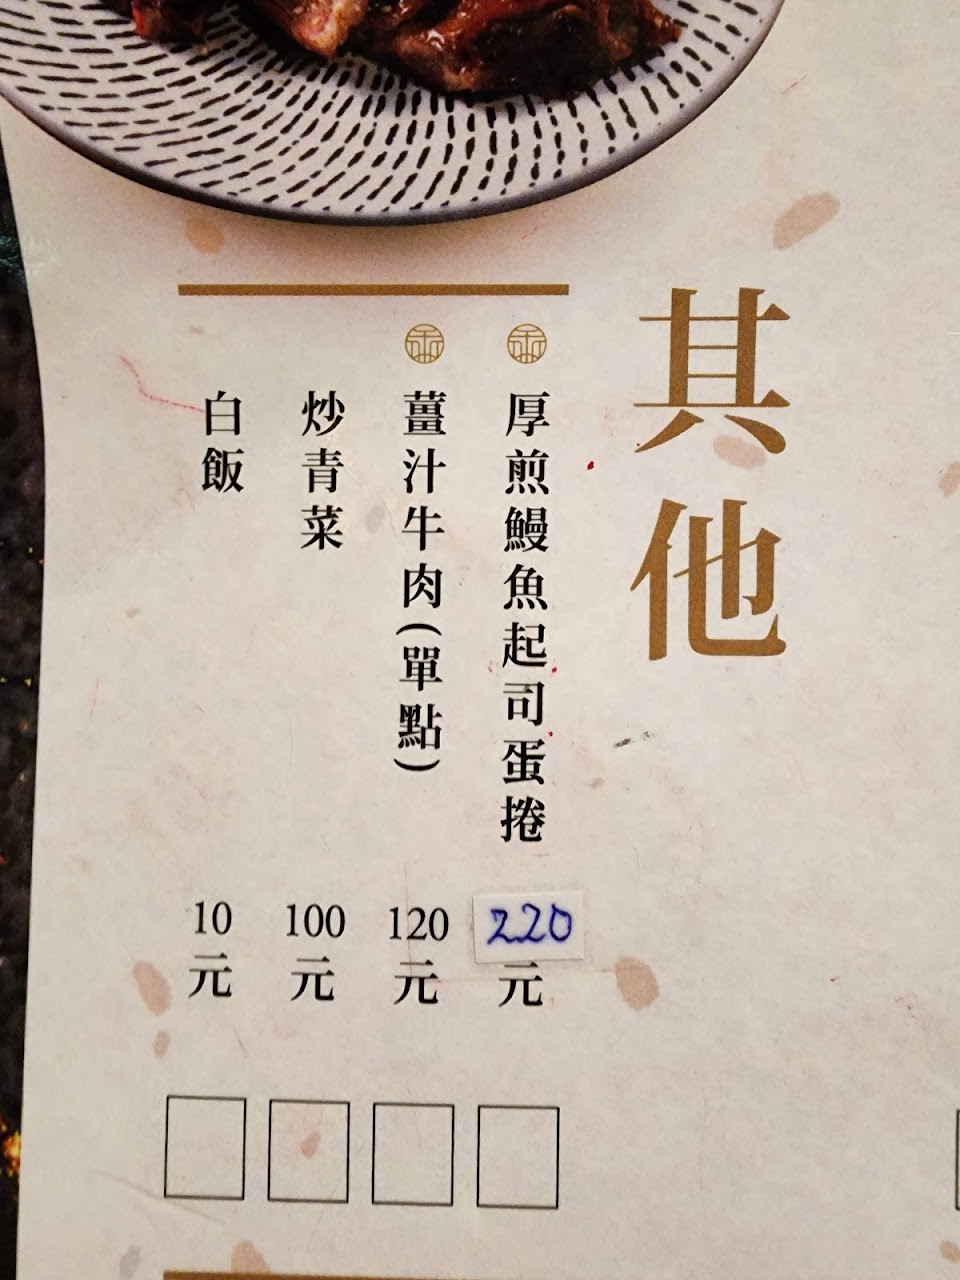 其他
厚煎鰻魚起司蛋捲
220元
薑汁牛肉(單點)
120元
炒青菜
100元
白飯
10元